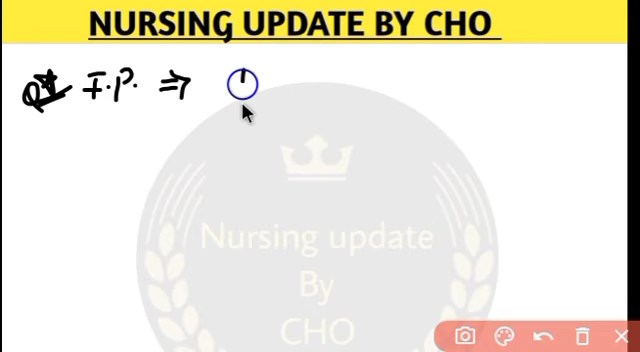 NURSING UPDATE BY CHO
Q* I.P. ⇒
Nursing update
By
CHO